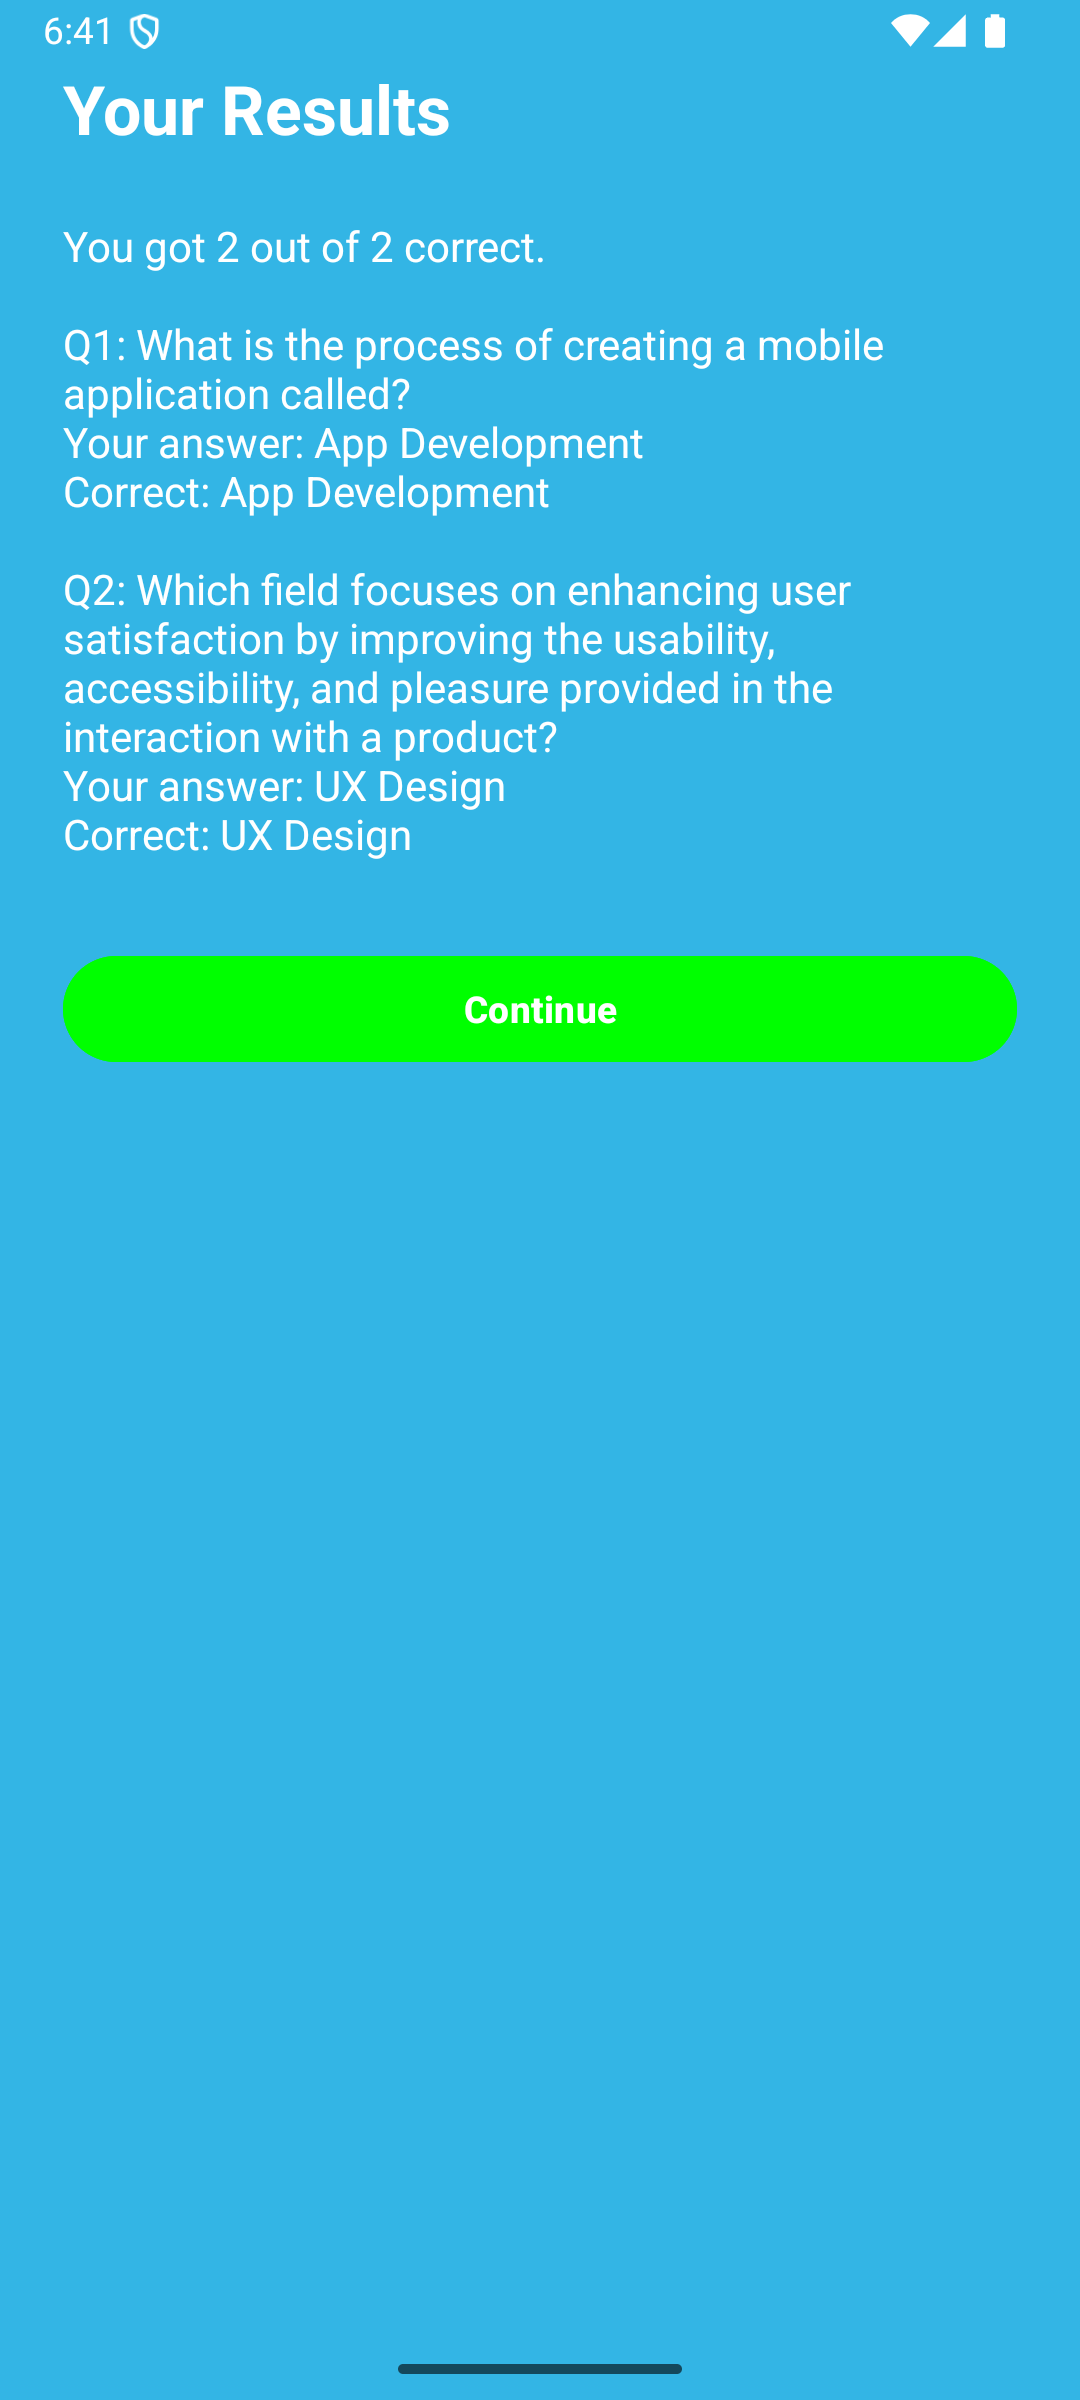 6:41
Your Results
You got 2 out of 2 correct.
Q1: What is the process of creating a mobile
application called?
Your answer: App Development
Correct: App Development
Q2: Which field focuses on enhancing user
satisfaction by improving the usability,
accessibility, and pleasure provided in the
interaction with a product?
Your answer: UX Design
Correct: UX Design
Continue